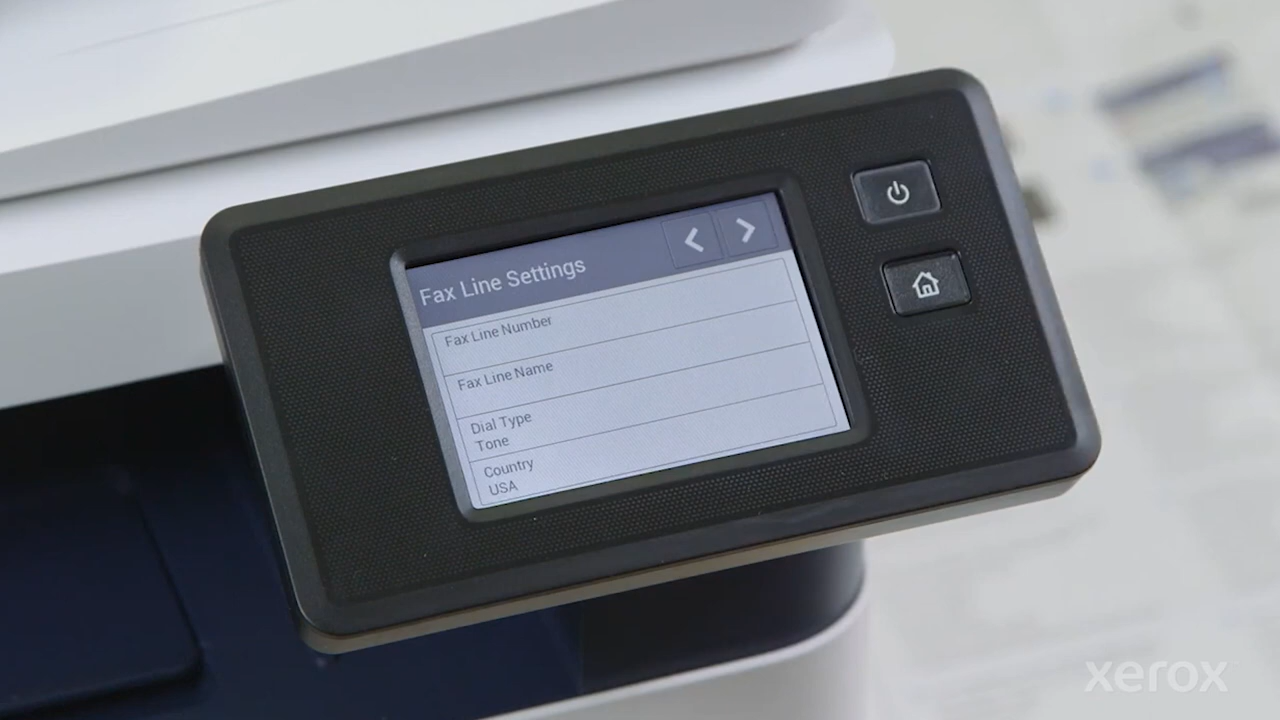 Fax Line Settings
Fax Line Number
Fax Line Name
Dial Type
Tone
Country
USA
xerox